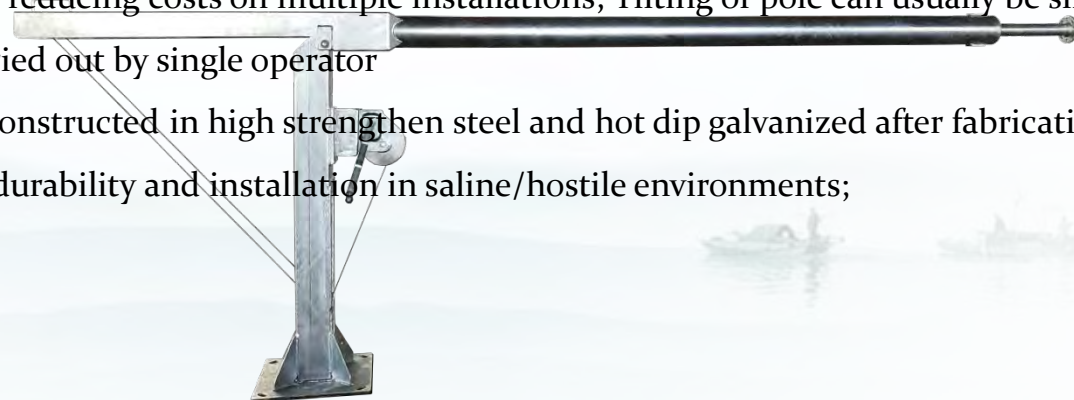 reducing costs on multiple installations; Tilting of pole can usually be
ied out by single operator
onstructed in high strengthen steel and hot dip galvanized after fabricati
durability and installation in saline/hostile environments;